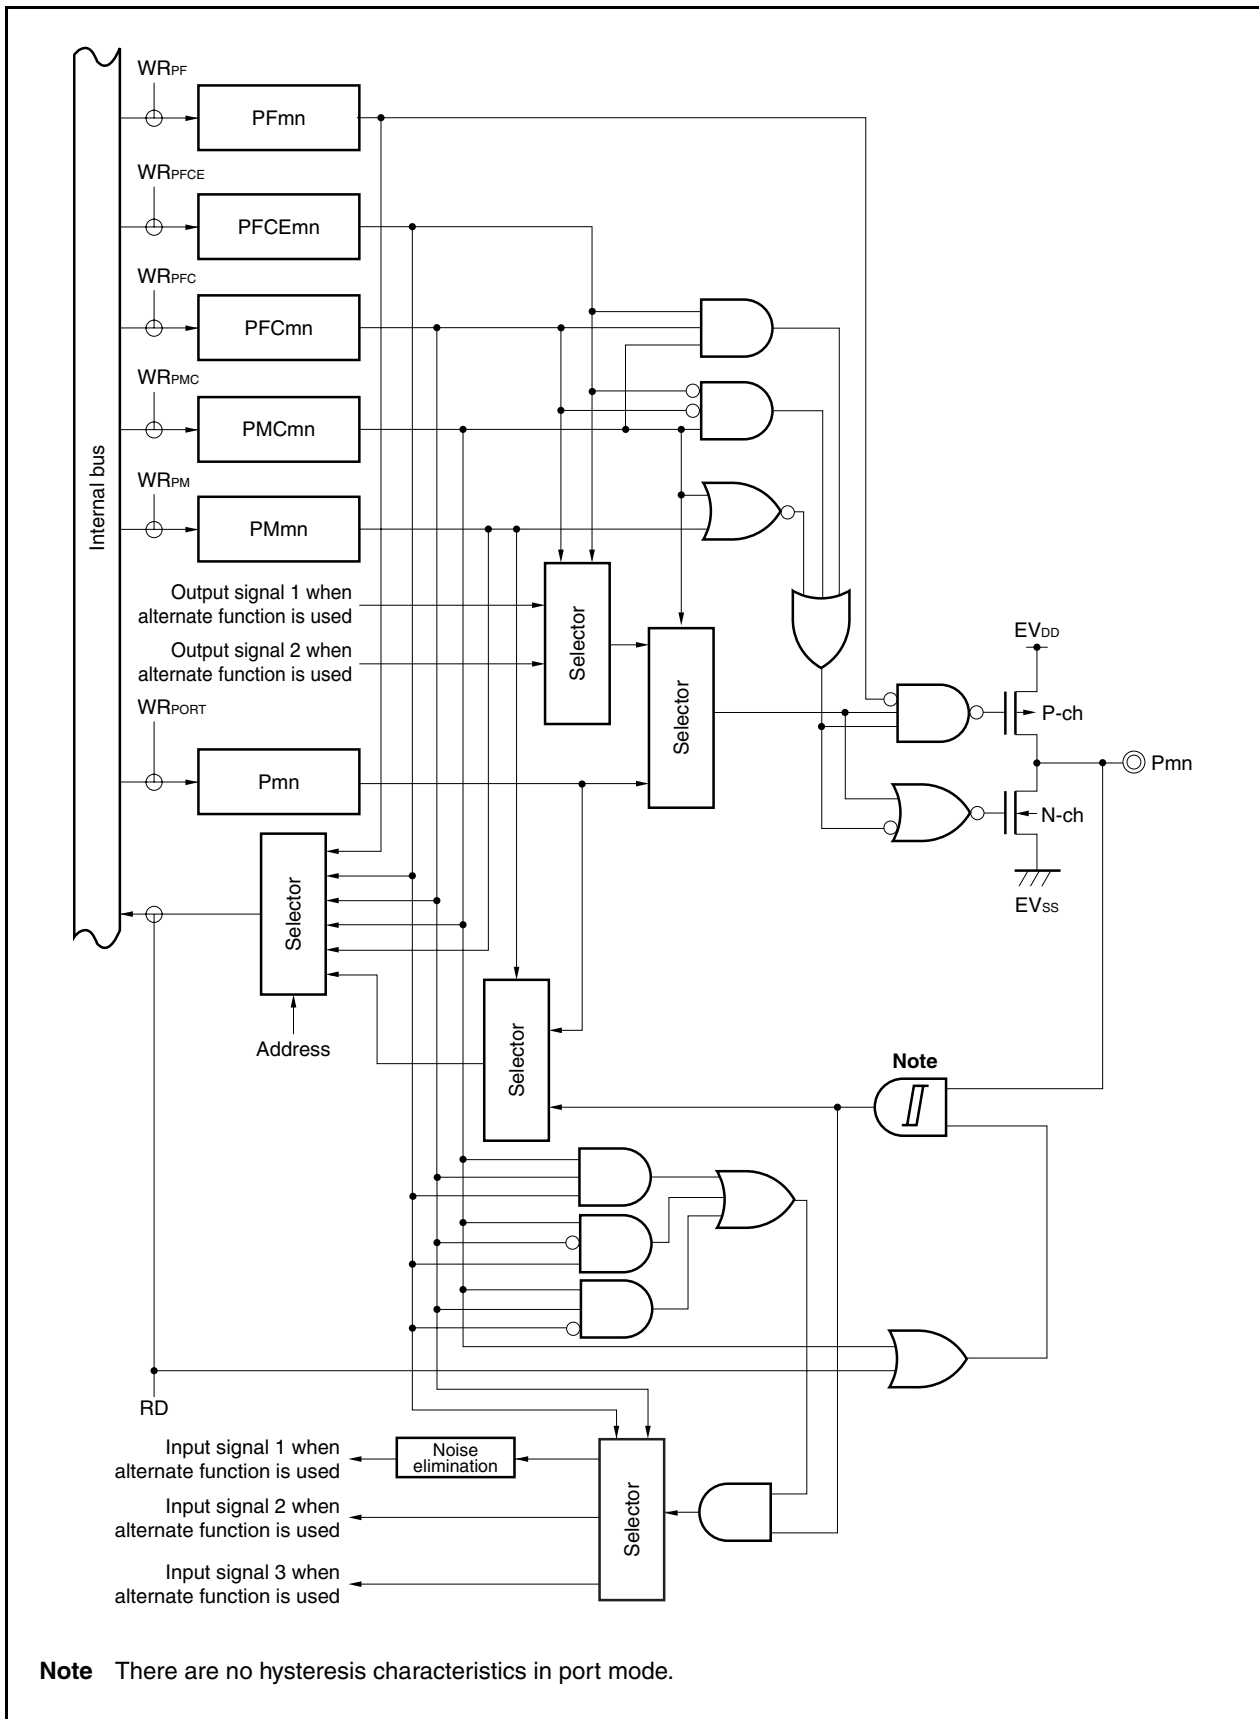 WRPF
PFmn
WRPFCE
PFCEmn
WRPFC
PFCmn
WRPMC
PMCmn
WRPM
PMmn
Internal bus
Output signal 1 when
alternate function is used
Output signal 2 when
alternate function is used
Selector
Selector
WRPORT
Pmn
EVDD
P-ch
Pmn
N-ch
EVSS
Selector
Address
Selector
Note
RD
Input signal 1 when
alternate function is used
Noise
elimination
Input signal 2 when
alternate function is used
Input signal 3 when
alternate function is used
Selector
Note There are no hysteresis characteristics in port mode.